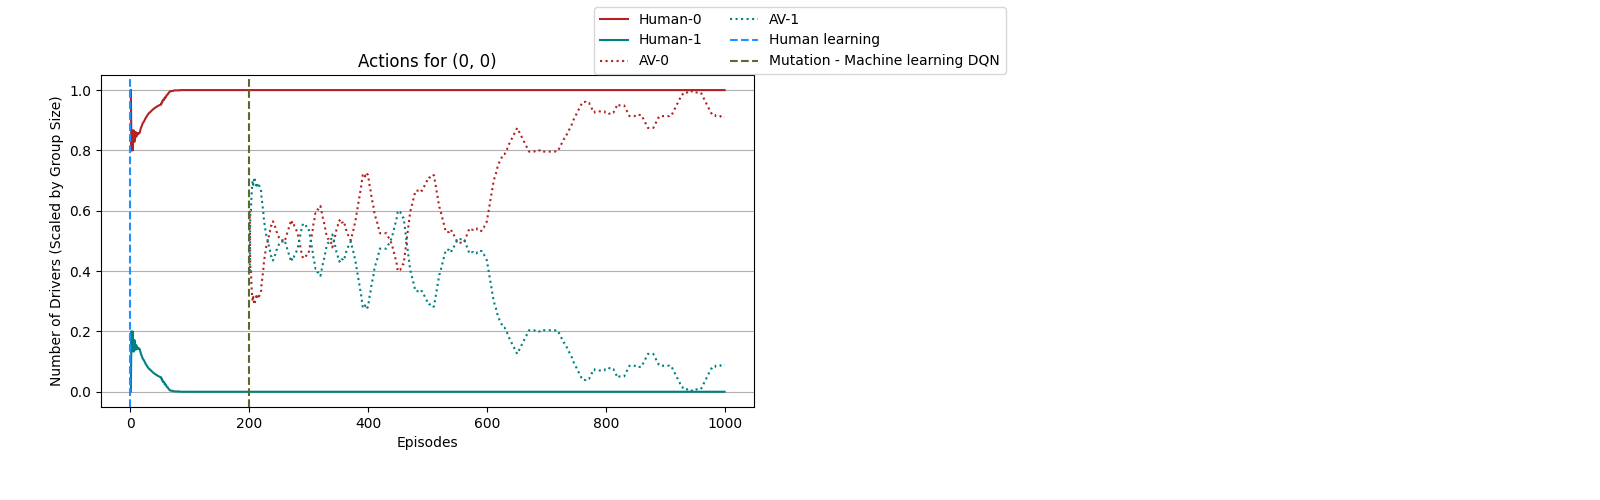 Human-0
Human-1
AV-0
AV-1
Human learning
Mutation - Machine learning DQN
Actions for (0, 0)
Number of Drivers (Scaled by Group Size)
1.0
0.8
0.6
0.4
0.2
0.0
0 200 400 600 800 1000
Episodes